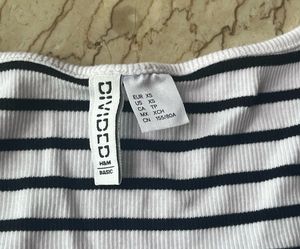 DIVIDED
H&M
BASIC
EUR XS
US XS
CA TP
MX XCH
CN 155/80A